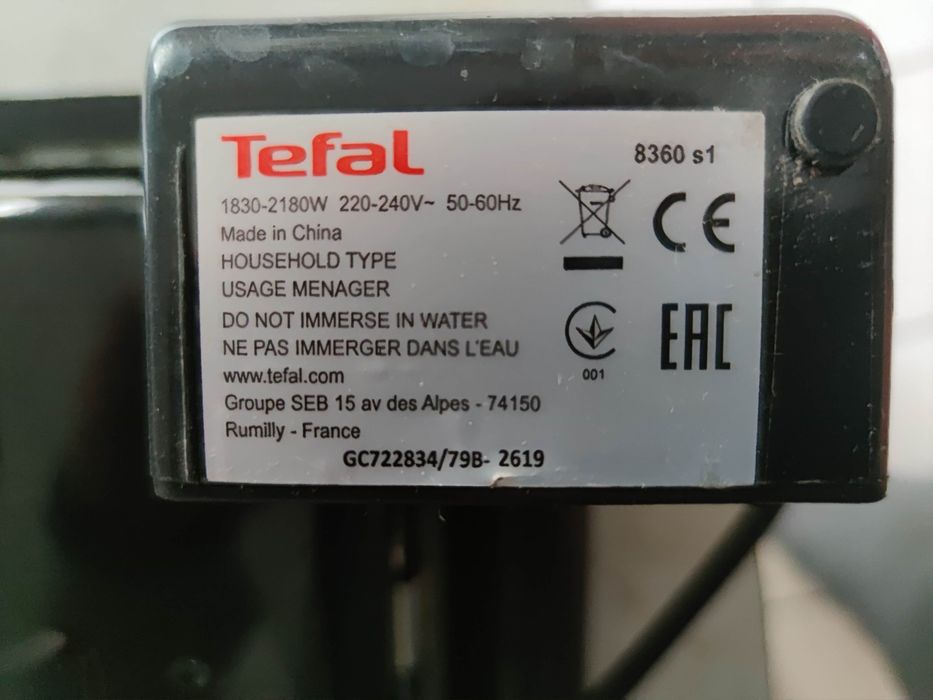 Tefal
8360 s1
1830-2180W 220-240V~ 50-60Hz
Made in China
HOUSEHOLD TYPE
USAGE MENAGER
DO NOT IMMERSE IN WATER
NE PAS IMMERGER DANS L'EAU
www.tefal.com
Groupe SEB 15 av des Alpes - 74150
Rumilly - France
GC722834/79B- 2619
CE
001
EAC